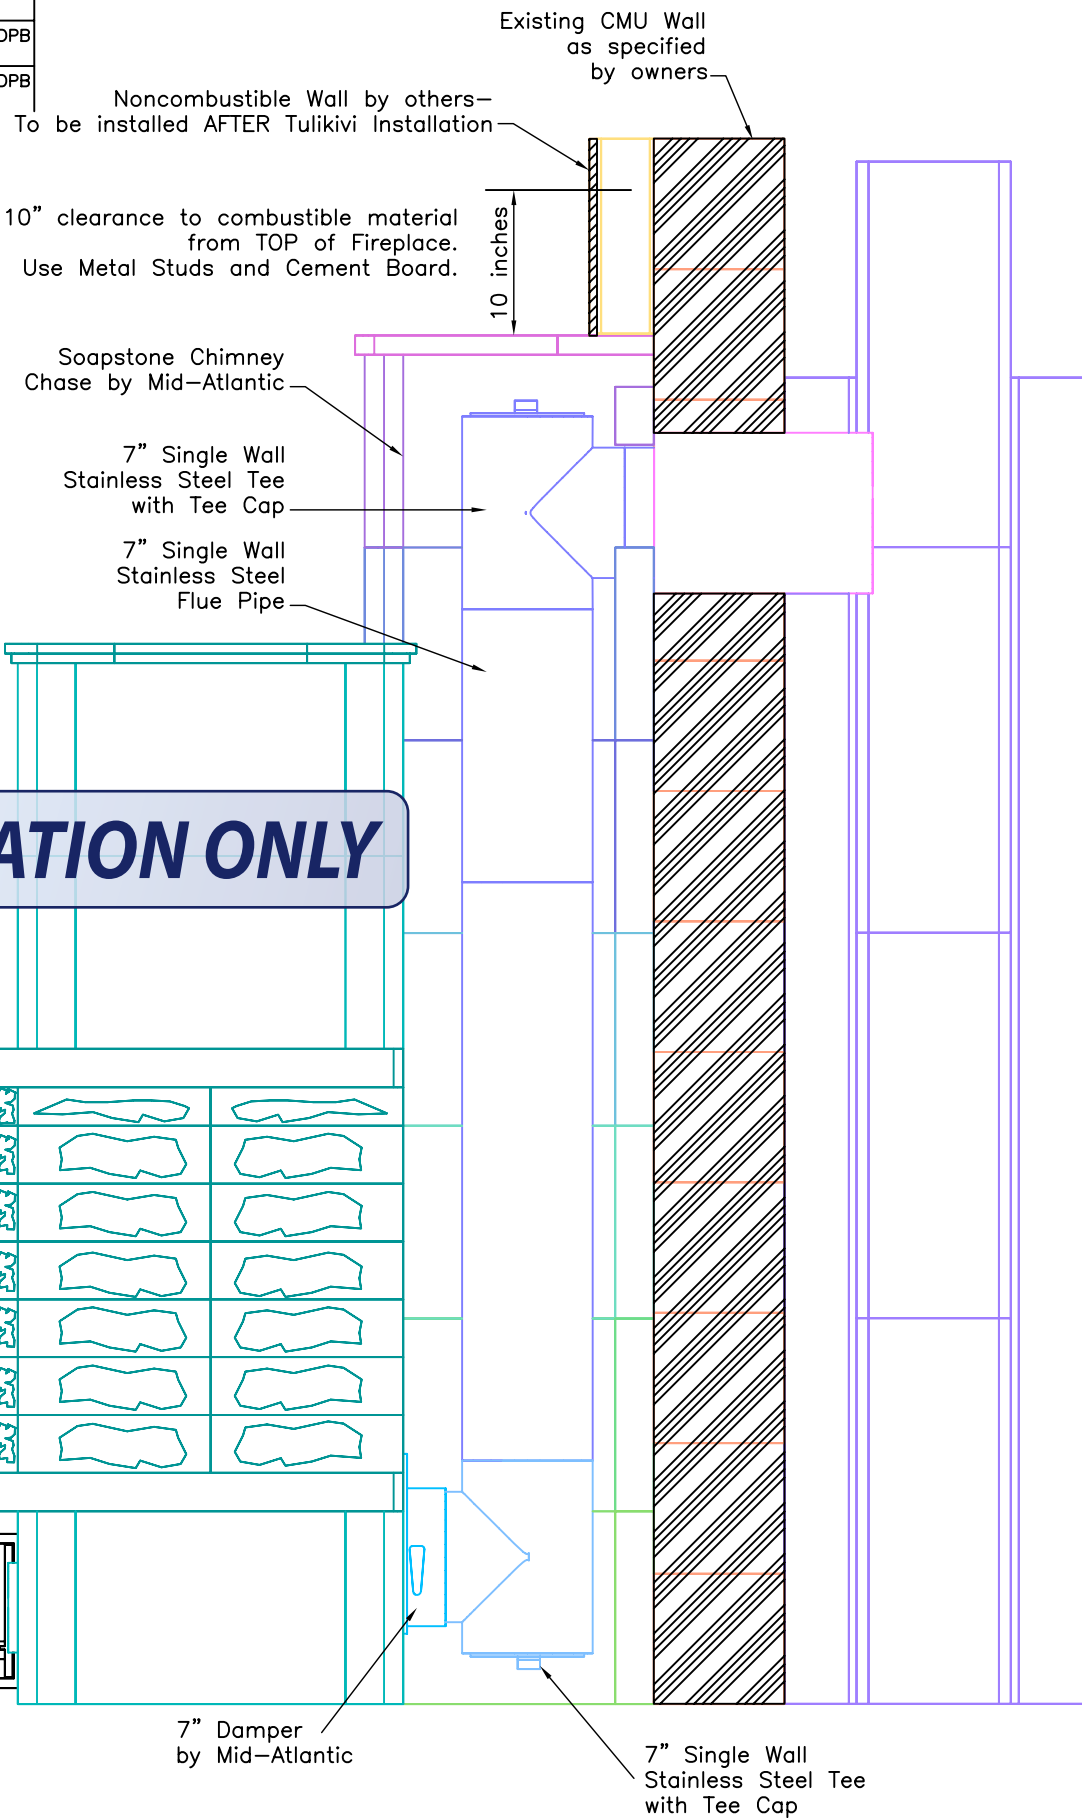 OPB
OPB
Existing CMU Wall
as specified
by owners
Noncombustible Wall by others-
To be installed AFTER Tulikivi Installation
10" clearance to combustible material
from TOP of Fireplace.
Use Metal Studs and Cement Board.
10 inches
Soapstone Chimney
Chase by Mid-Atlantic
7" Single Wall
Stainless Steel Tee
with Tee Cap
7" Single Wall
Stainless Steel
Flue Pipe
ATION ONLY
7" Damper
by Mid-Atlantic
7" Single Wall
Stainless Steel Tee
with Tee Cap